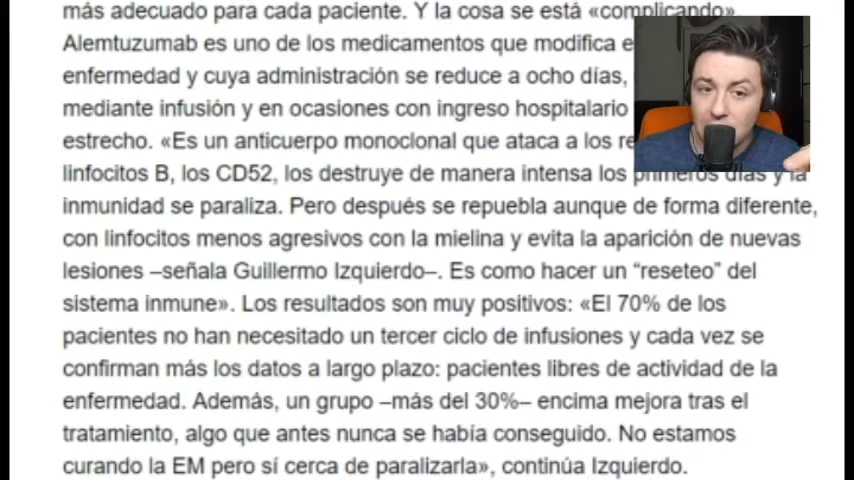 más adecuado para cada paciente. Y la cosa se está «complicando».
Alemtuzumab es uno de los medicamentos que modifica
enfermedad y cuya administración se reduce a ocho días,
mediante infusión y en ocasiones con ingreso hospitalario
estrecho. «Es un anticuerpo monoclonal que ataca a los
linfocitos B, los CD52, los destruye de manera intensa los primeros días y la
inmunidad se paraliza. Pero después se repuebla aunque de forma diferente,
con linfocitos menos agresivos con la mielina y evita la aparición de nuevas
lesiones –señala Guillermo Izquierdo–. Es como hacer un “reseteo” del
sistema inmune». Los resultados son muy positivos: «El 70% de los
pacientes no han necesitado un tercer ciclo de infusiones y cada vez se
confirman más los datos a largo plazo: pacientes libres de actividad de la
enfermedad. Además, un grupo –más del 30%– encima mejora tras el
tratamiento, algo que antes nunca se había conseguido. No estamos
curando la EM pero sí cerca de paralizarla», continúa Izquierdo.